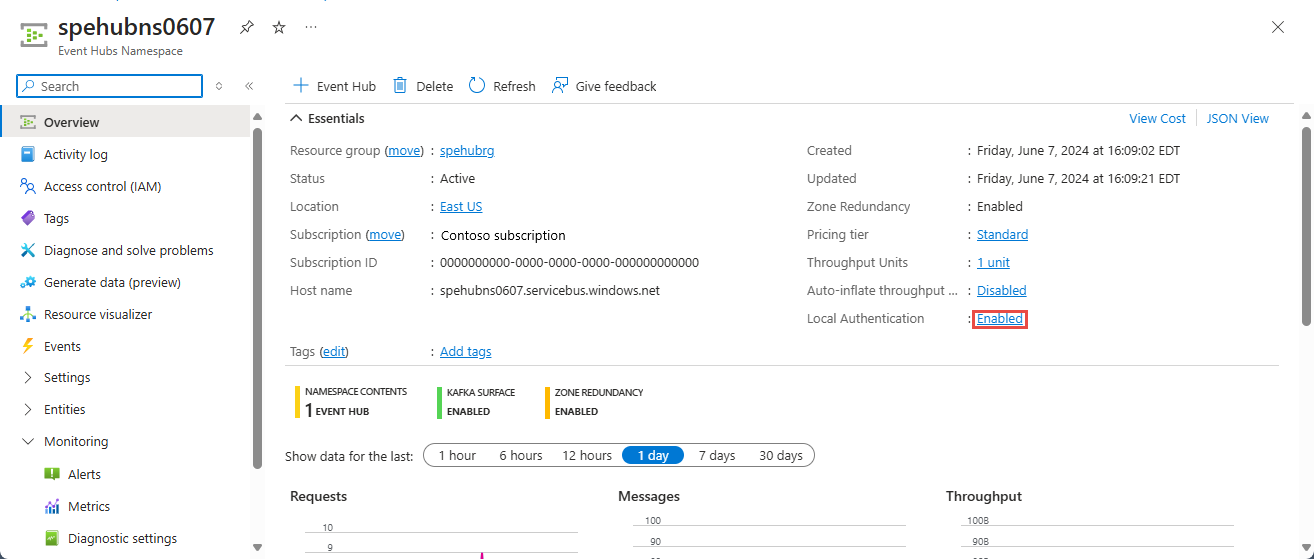 spehubns0607
Event Hubs Namespace
Search
Event Hub Delete Refresh Give feedback
Overview
Activity log
Access control (IAM)
Tags
Diagnose and solve problems
Generate data (preview)
Resource visualizer
Events
Settings
Entities
Monitoring
Alerts
Metrics
Diagnostic settings
Essentials View Cost JSON View
Resource group (move) : spehubrg
Status : Active
Location : East US
Subscription (move) : Contoso subscription
Subscription ID : 0000000000-0000-0000-0000-000000000000
Host name : spehubns0607.servicebus.windows.net
Created : Friday, June 7, 2024 at 16:09:02 EDT
Updated : Friday, June 7, 2024 at 16:09:21 EDT
Zone Redundancy : Enabled
Pricing tier : Standard
Throughput Units : 1 unit
Auto-inflate throughput ... : Disabled
Local Authentication : Enabled
Tags (edit) : Add tags
NAMESPACE CONTENTS
1 EVENT HUB
KAFKA SURFACE
ENABLED
ZONE REDUNDANCY
ENABLED
Show data for the last: 1 hour 6 hours 12 hours 1 day 7 days 30 days
Requests
10
9
Messages
100
90
80
Throughput
100B
90B
80B